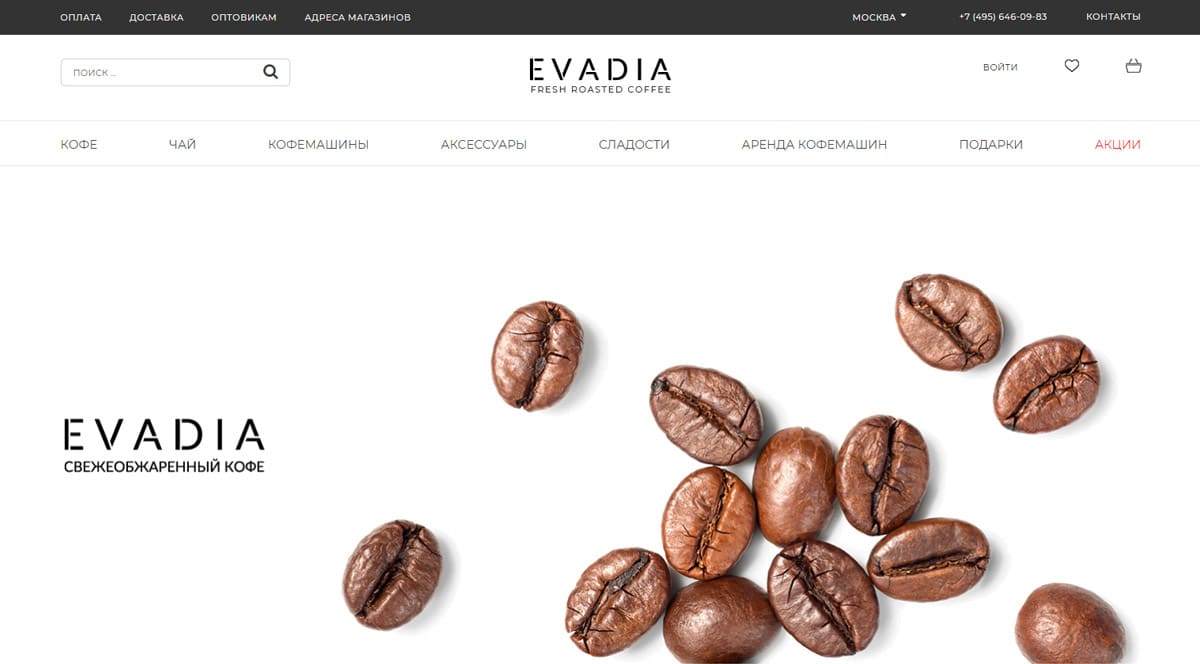 ОПЛАТА ДОСТАВКА ОПТОВИКАМ АДРЕСА МАГАЗИНОВ МОСКВА +7 (495) 646-09-83 КОНТАКТЫ
ПОИСК ...
EVADIA
FRESH ROASTED COFFEE
ВОЙТИ
КОФЕ ЧАЙ КОФЕМАШИНЫ АКСЕССУАРЫ СЛАДОСТИ АРЕНДА КОФЕМАШИН ПОДАРКИ АКЦИИ
EVADIA
СВЕЖЕОБЖАРЕННЫЙ КОФЕ